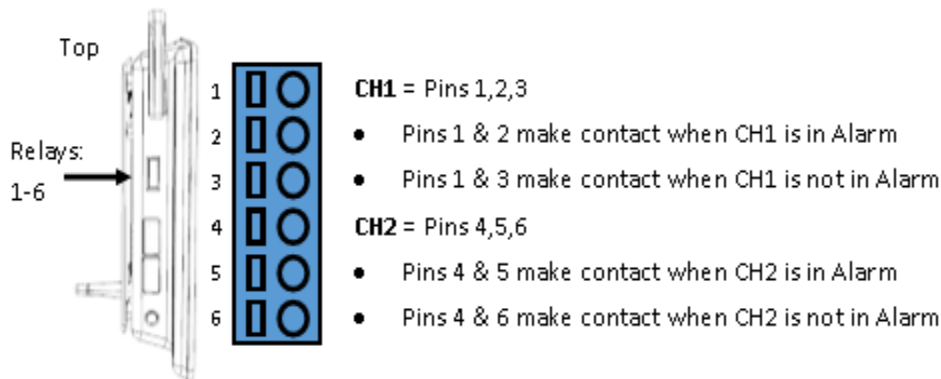 Top
Relays:
1-6
1
2
3
4
5
6
CH1 = Pins 1,2,3
• Pins 1 & 2 make contact when CH1 is in Alarm
• Pins 1 & 3 make contact when CH1 is not in Alarm
CH2 = Pins 4,5,6
• Pins 4 & 5 make contact when CH2 is in Alarm
• Pins 4 & 6 make contact when CH2 is not in Alarm